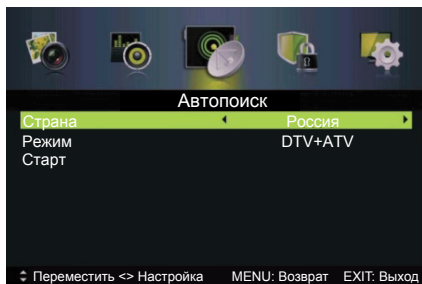 Автопоиск
Страна Россия
Режим DTV+ATV
Старт
Переместить <> Настройка MENU: Возврат EXIT: Выход